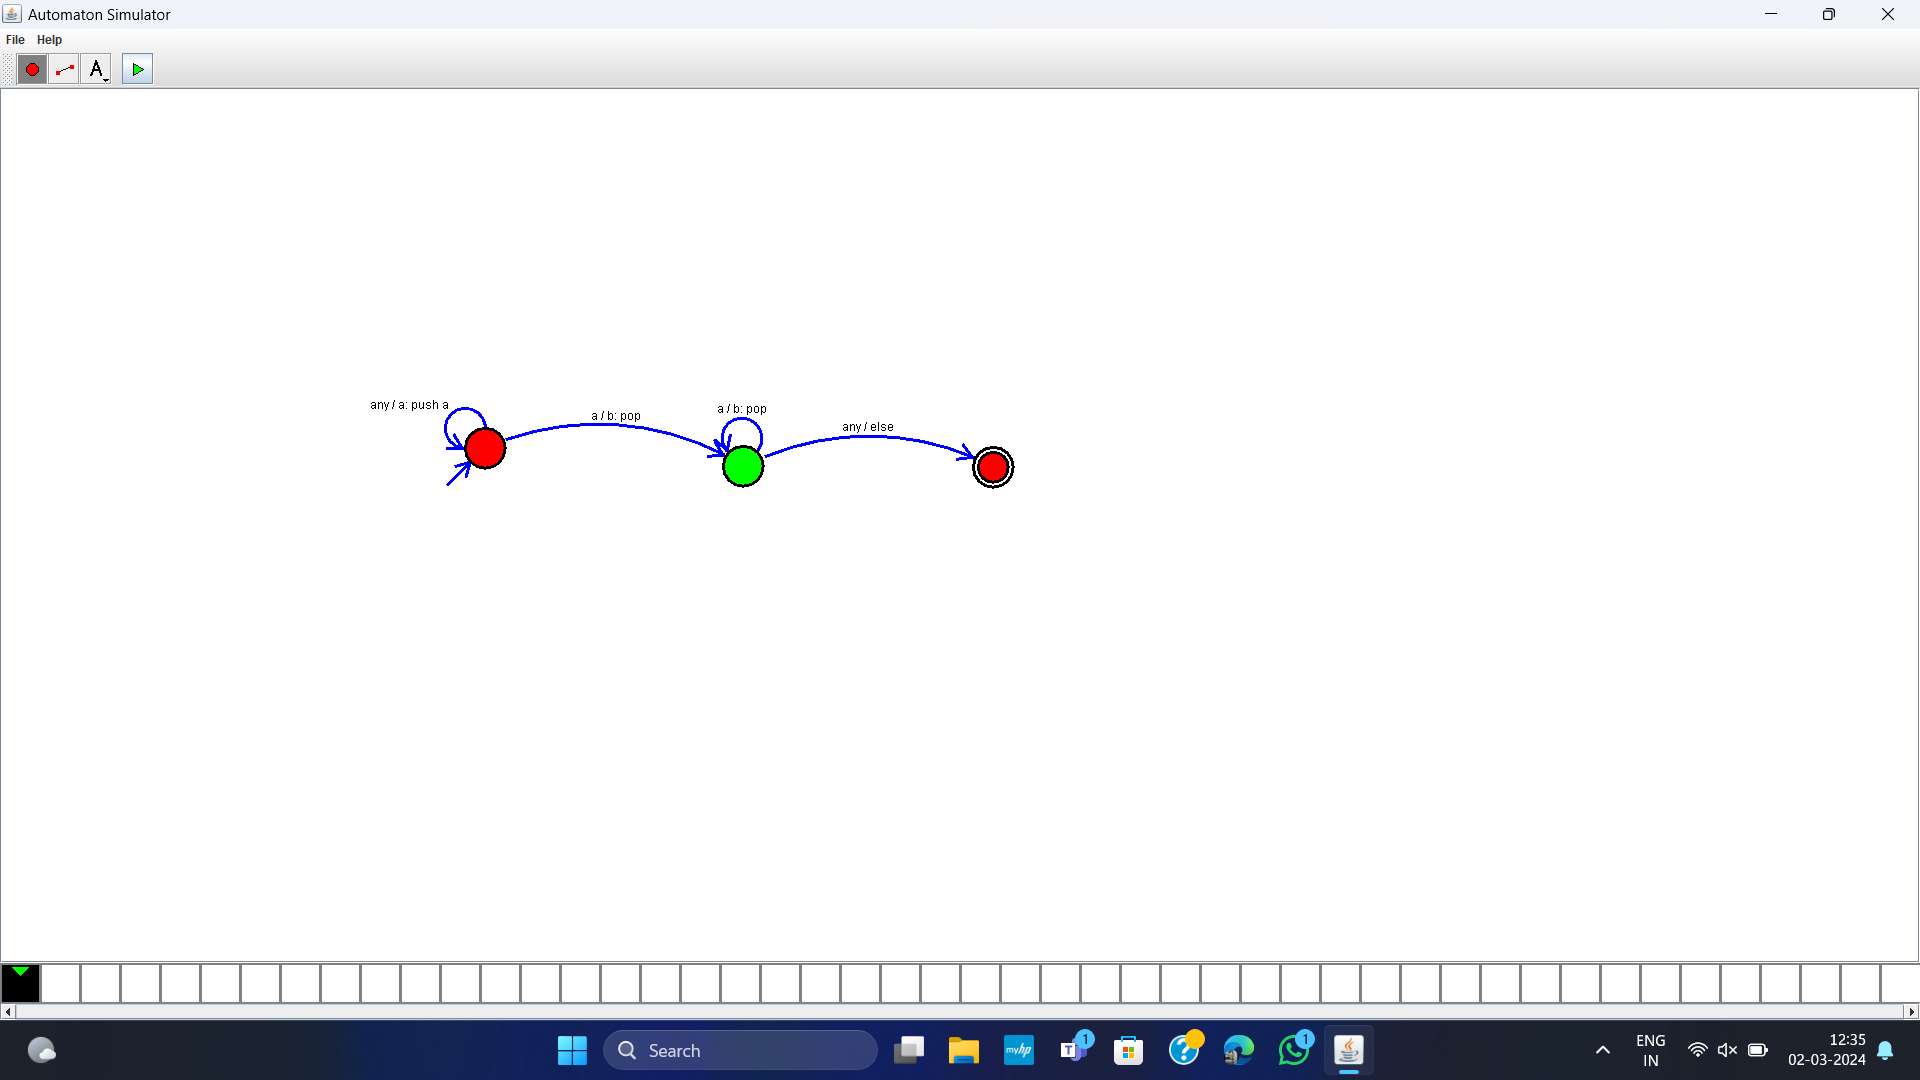 Automaton Simulator
File Help
A
any / a: push a
a / b: pop
a / b: pop
any / else
Search
myhp
T
1
?
1
ENG
IN
12:35
02-03-2024